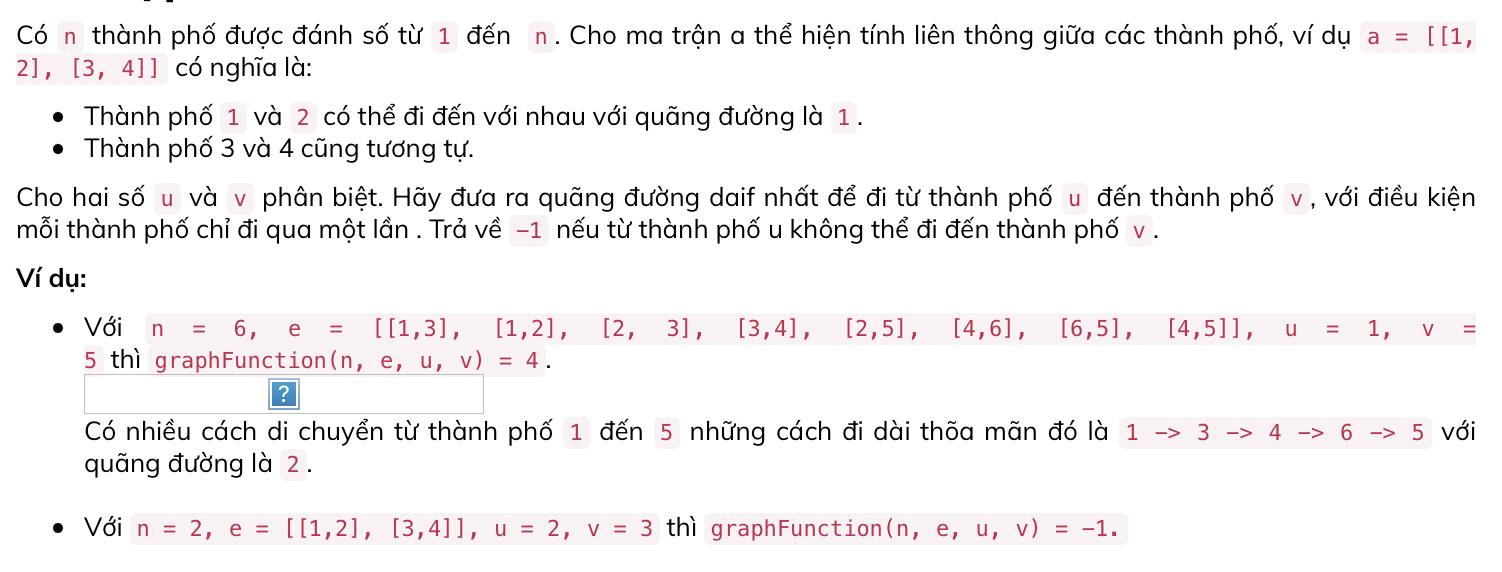 Có n thành phố được đánh số từ 1 đến n. Cho ma trận a thể hiện tính liên thông giữa các thành phố, ví dụ a = [[1,
2], [3, 4]] có nghĩa là:
• Thành phố 1 và 2 có thể đi đến với nhau với quãng đường là 1.
• Thành phố 3 và 4 cũng tương tự.
Cho hai số u và v phân biệt. Hãy đưa ra quãng đường daif nhất để đi từ thành phố u đến thành phố v, với điều kiện
mỗi thành phố chỉ đi qua một lần . Trả về -1 nếu từ thành phố u không thể đi đến thành phố v.
Ví dụ:
• Với n = 6, e = [[1,3], [1,2], [2, 3], [3,4], [2,5], [4,6], [6,5], [4,5]], u = 1, v =
5 thì graphFunction(n, e, u, v) = 4.
?
Có nhiều cách di chuyển từ thành phố 1 đến 5 những cách đi dài thõa mãn đó là 1 -> 3 -> 4 -> 6 -> 5 với
quãng đường là 2.
• Với n = 2, e = [[1,2], [3,4]], u = 2, v = 3 thì graphFunction(n, e, u, v) = -1.